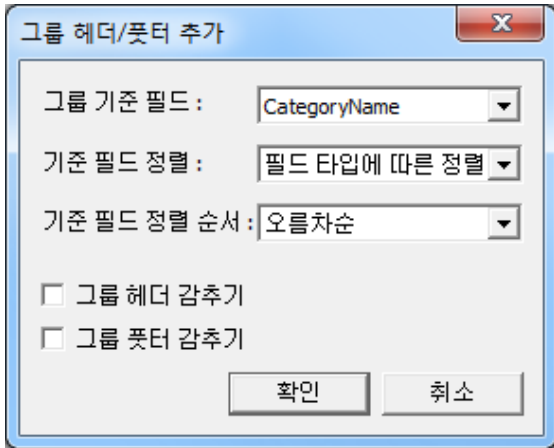 그룹 헤더/풋터 추가
그룹 기준 필드 : CategoryName
기준 필드 정렬 : 필드 타입에 따른 정렬
기준 필드 정렬 순서 : 오름차순
그룹 헤더 감추기
그룹 풋터 감추기
확인 취소